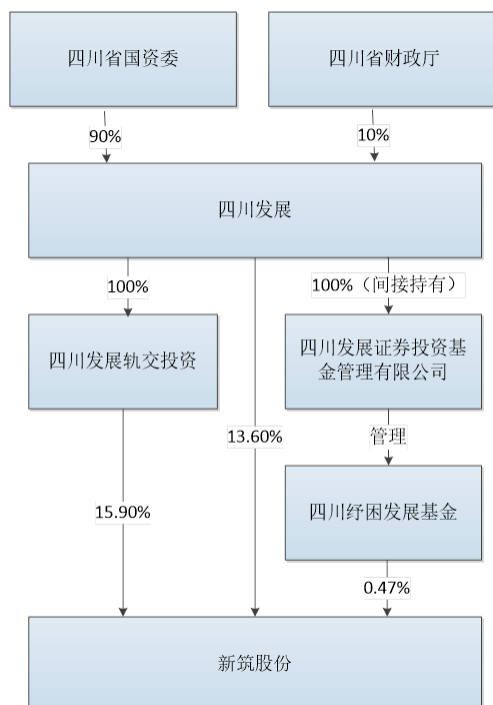 四川省国资委
四川省财政厅
90%
10%
四川发展
100%
100%（间接持有）
四川发展轨交投资
四川发展证券投资基
金管理有限公司
13.60%
管理
15.90%
四川纾困发展基金
0.47%
新筑股份